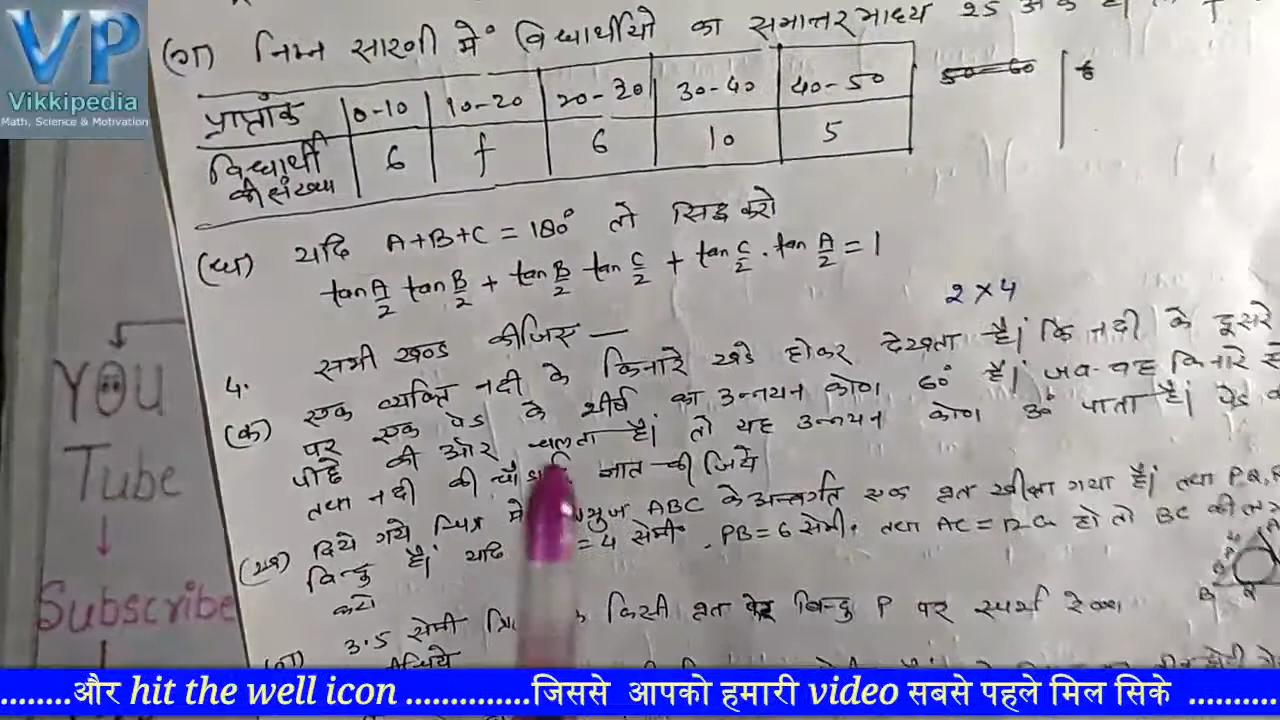 VP
Vikkipedia
Math, Science & Motivation
(ग) निम्न सारणी में विधार्थीयो का समान्तर माध्य 25 अंक
प्राप्तांक 0-10 10-20 20-30 30-40 40-50
विधार्थी की संख्या 6 f 6 10 5
(घ) यदि A+B+C = 180° तो सिद्ध करो
tan A/2 tan B/2 + tan B/2 tan C/2 + tan C/2 . tan A/2 = 1
2 X 4
4. सभी खण्ड कीजिए —
(क) एक व्यक्ति नदी के किनारे खडे होकर देखता है। कि नदी के दूसरे
पर एक पेड के शीर्ष का उन्नयन कोण 60° है। जब वह किनारे से
पीछे की ओर चलता है। तो यह उन्नयन कोण 30° पाता है। पेड की
तथा नदी की ज्ञात कीजिये
(ख) दिये गये चित्र में ABC के अन्तर्गत एक वृत खींचा गया है। तथा P,Q,R
बिन्दु है। यदि = 4 सेमी. PB = 6 सेमी. तथा AC = हो तो BC की
करो
3.5 सेमी किसी वृत के बिन्दु P पर स्पर्श रेखा
You
Tube
Subscribe
........और hit the well icon ..............जिससे आपको हमारी video सबसे पहले मिल सिके ........